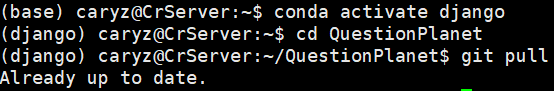 (base) caryz@CrServer:~$ conda activate django
(django) caryz@CrServer:~$ cd QuestionPlanet
(django) caryz@CrServer:~/QuestionPlanet$ git pull
Already up to date.